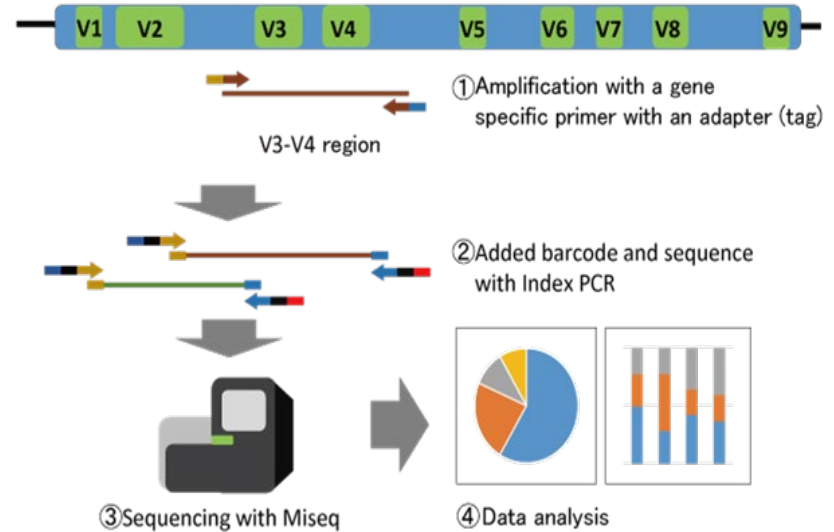 V1 V2 V3 V4 V5 V6 V7 V8 V9
①Amplification with a gene
specific primer with an adapter (tag)
V3-V4 region
②Added barcode and sequence
with Index PCR
③Sequencing with Miseq
④Data analysis